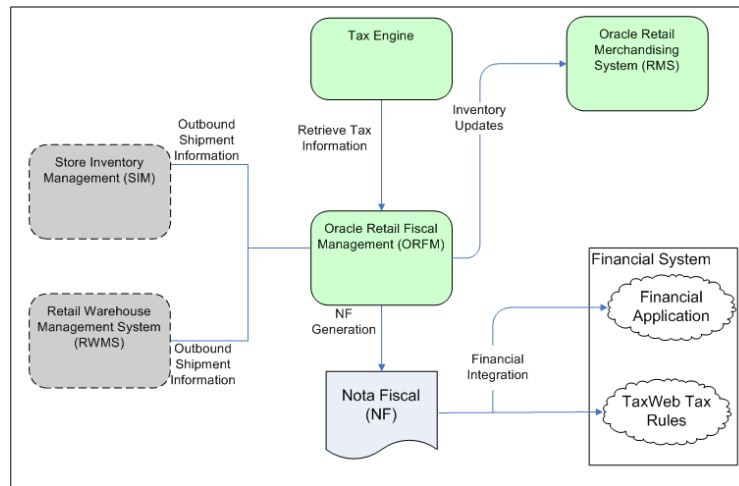 Tax Engine
Oracle Retail
Merchandising
System (RMS)
Outbound
Shipment
Information
Retrieve Tax
Information
Inventory
Updates
Store Inventory
Management (SIM)
Oracle Retail Fiscal
Management (ORFM)
Retail Warehouse
Management System
(RWMS)
Outbound
Shipment
Information
NF
Generation
Nota Fiscal
(NF)
Financial
Integration
Financial System
Financial
Application
TaxWeb Tax
Rules